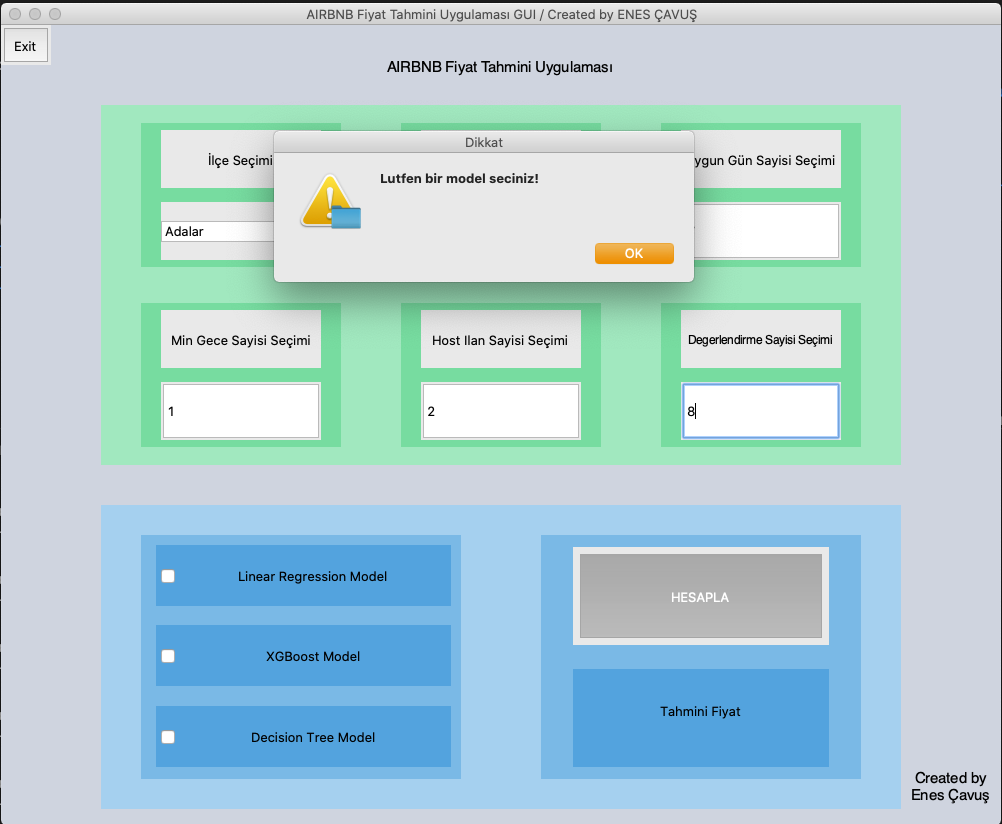 AIRBNB Fiyat Tahmini Uygulaması GUI / Created by ENES ÇAVUŞ
Exit
AIRBNB Fiyat Tahmini Uygulaması
Dikkat
Lutfen bir model seciniz!
OK
İlçe Seçimi
ygun Gün Sayisi Seçimi
Adalar
Min Gece Sayisi Seçimi
Host Ilan Sayisi Seçimi
Degerlendirme Sayisi Seçimi
1
2
8
Linear Regression Model
XGBoost Model
Decision Tree Model
HESAPLA
Tahmini Fiyat
Created by
Enes Çavuş